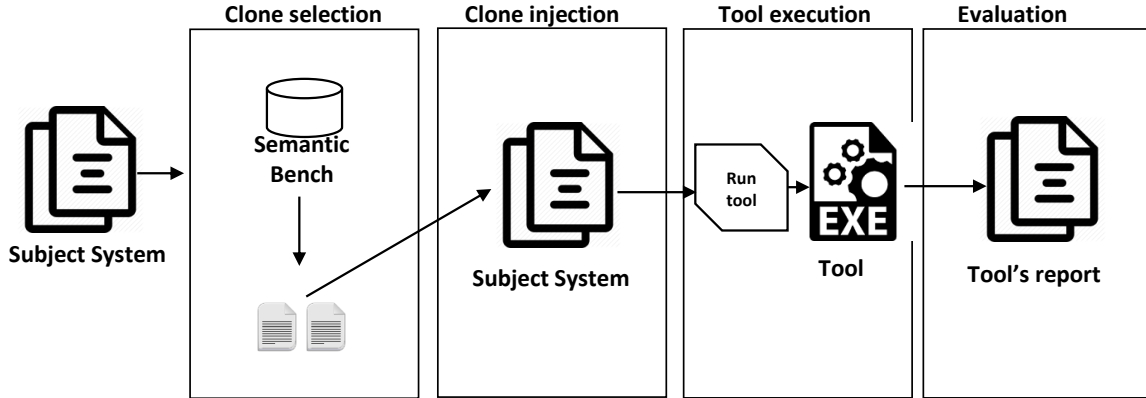 Clone selection
Clone injection
Tool execution
Evaluation
Subject System
Semantic
Bench
Subject System
Run
tool
EXE
Tool
Tool’s report